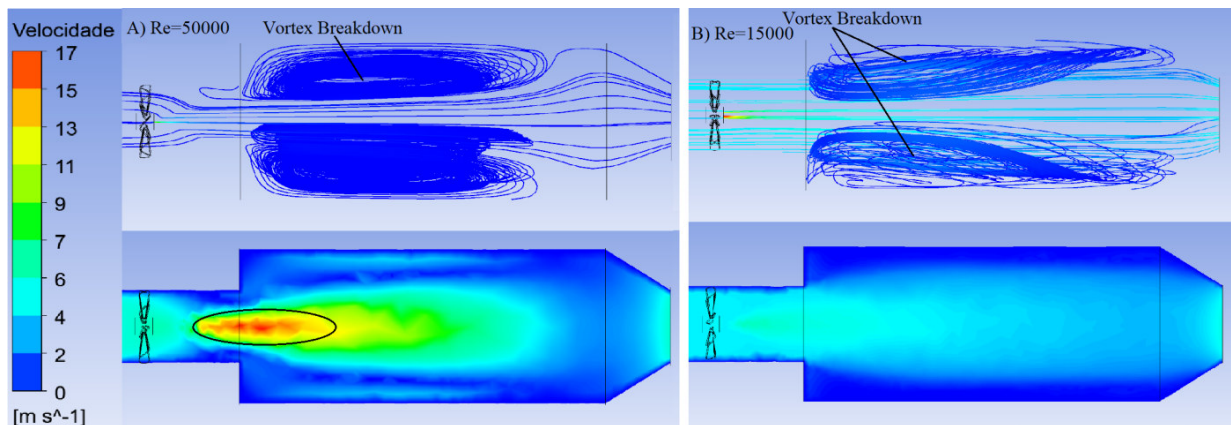 Velocidade
17
15
13
11
9
7
6
4
2
0
[m s^-1]
A) Re=50000
Vortex Breakdown
B) Re=15000
Vortex Breakdown